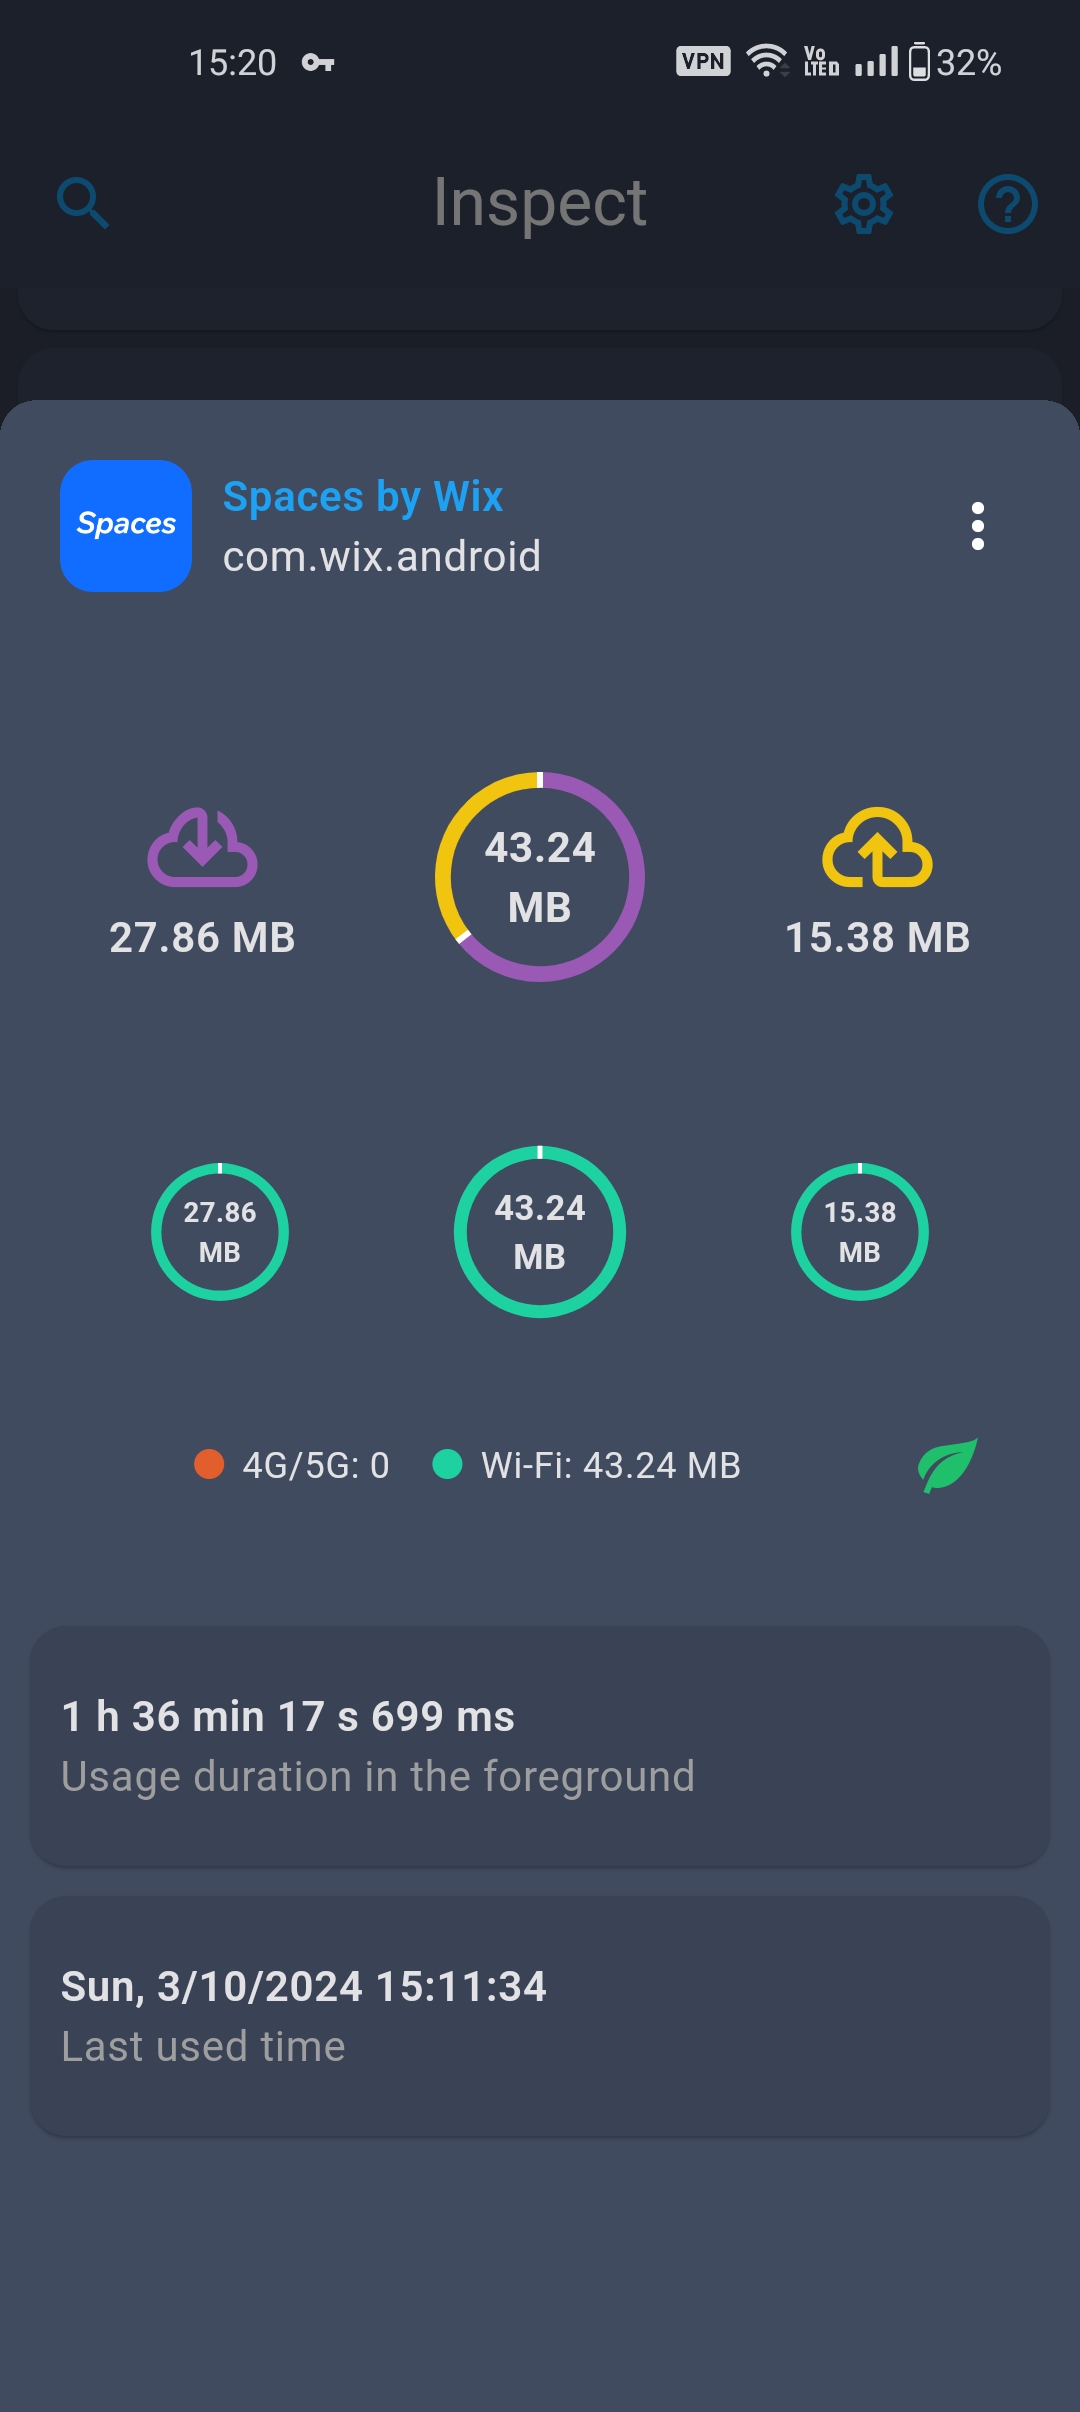 15:20
VPN
Vo
LTED
32%
Inspect
Spaces
Spaces by Wix
com.wix.android
43.24
MB
27.86 MB
15.38 MB
27.86
MB
43.24
MB
15.38
MB
4G/5G: 0
Wi-Fi: 43.24 MB
1 h 36 min 17 s 699 ms
Usage duration in the foreground
Sun, 3/10/2024 15:11:34
Last used time